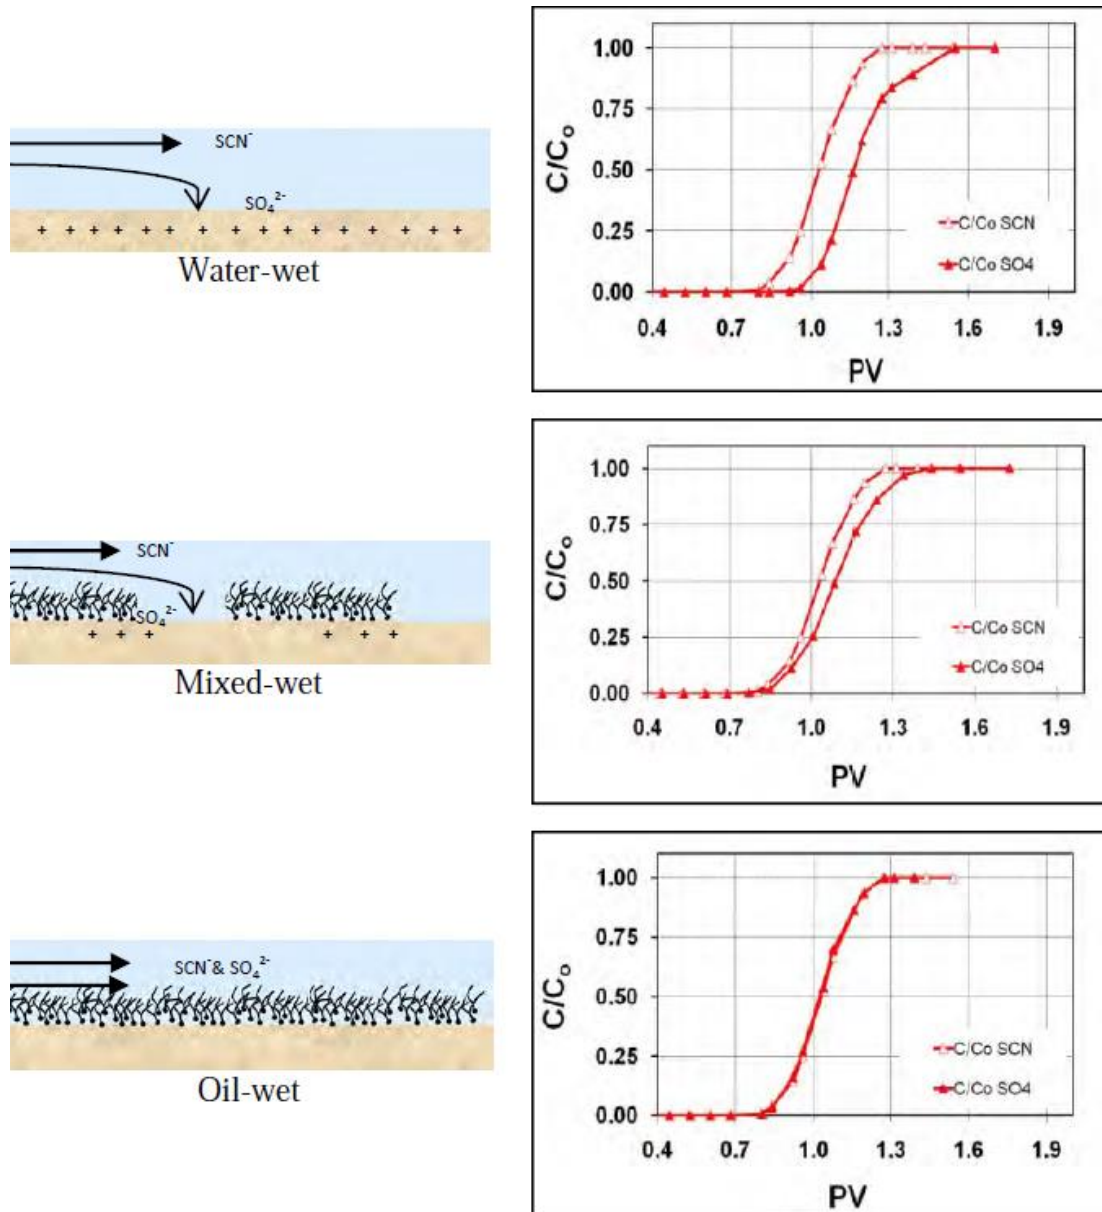 SCN⁻
SO₄²⁻
+ + + + + + + + + + + + + + + +
Water-wet
C/Cₒ
1.00
0.75
0.50
0.25
0.00
C/Co SCN
C/Co SO4
0.4 0.7 1.0 1.3 1.6 1.9
PV
SCN⁻
SO₄²⁻
+ + + + + +
Mixed-wet
C/Cₒ
1.00
0.75
0.50
0.25
0.00
C/Co SCN
C/Co SO4
0.4 0.7 1.0 1.3 1.6 1.9
PV
SCN⁻& SO₄²⁻
Oil-wet
C/Cₒ
1.00
0.75
0.50
0.25
0.00
C/Co SCN
C/Co SO4
0.4 0.7 1.0 1.3 1.6 1.9
PV